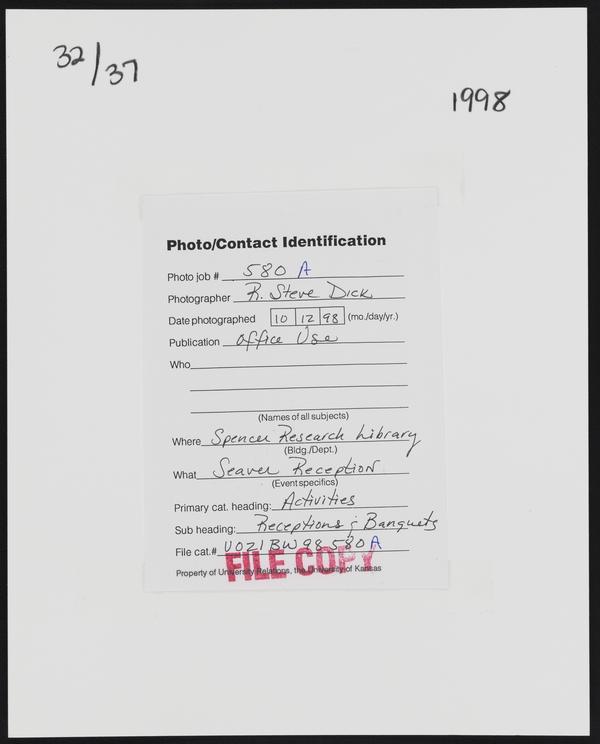 32/37
1998
Photo/Contact Identification
Photo job # 580 A
Photographer R. Steve Dick
Date photographed 10 12 98 (mo./day/yr.)
Publication Office Use
Who
(Names of all subjects)
Where Spencer Research Library
(Bldg./Dept.)
What Seaver Reception
(Event specifics)
Primary cat. heading: Activities
Sub heading: Receptions & Banquets
File cat.# U021BW98580A
FILE COPY
Property of University Relations, the University of Kansas